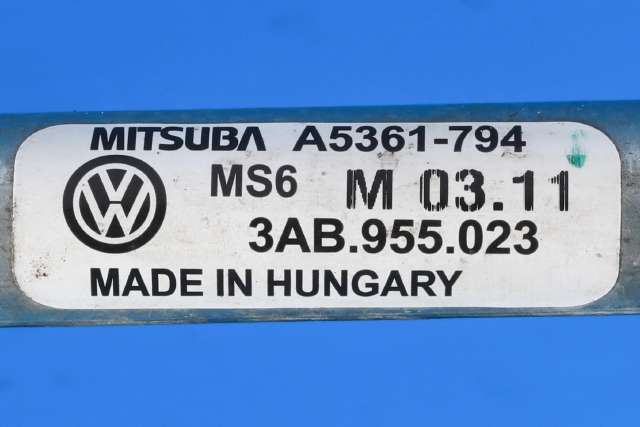 MITSUBA A5361-794
MS6 M 03.11
3AB.955.023
MADE IN HUNGARY